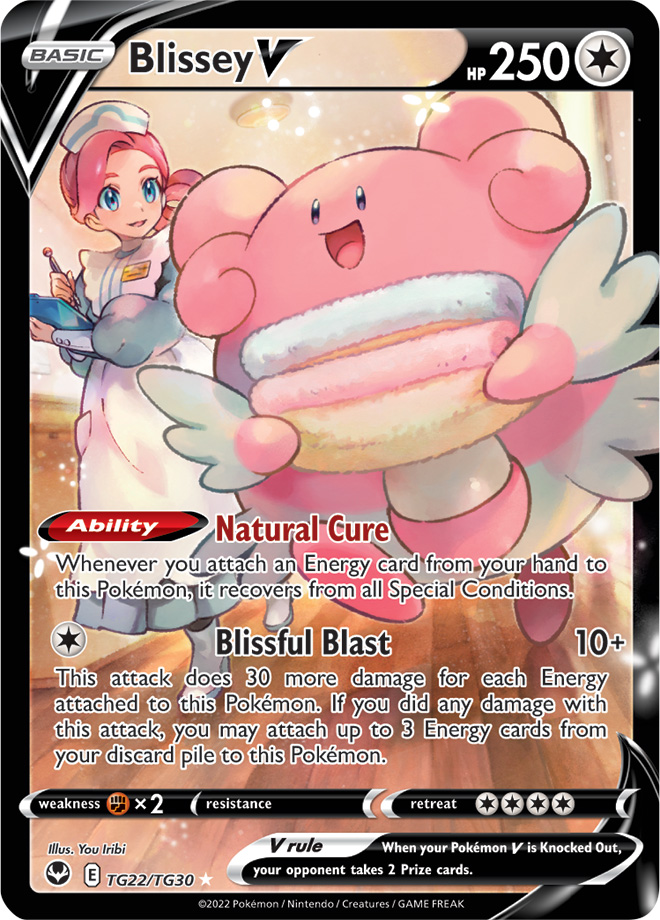 BASIC
Blissey V
HP 250
Ability Natural Cure
Whenever you attach an Energy card from your hand to
this Pokémon, it recovers from all Special Conditions.
Blissful Blast 10+
This attack does 30 more damage for each Energy
attached to this Pokémon. If you did any damage with
this attack, you may attach up to 3 Energy cards from
your discard pile to this Pokémon.
weakness ×2 resistance retreat
Illus. You Iribi
V rule When your Pokémon V is Knocked Out,
your opponent takes 2 Prize cards.
E TG22/TG30
©2022 Pokémon / Nintendo / Creatures / GAME FREAK